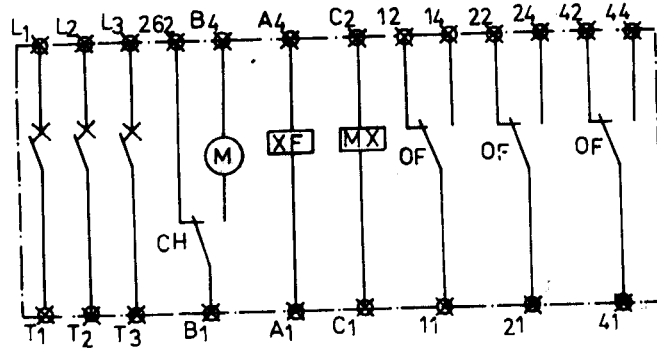 L1 L2 L3 262 B4 A4 C2 12 14 22 24 42 44
M XF MX OF OF OF
CH
T1 T2 T3 B1 A1 C1 11 21 41